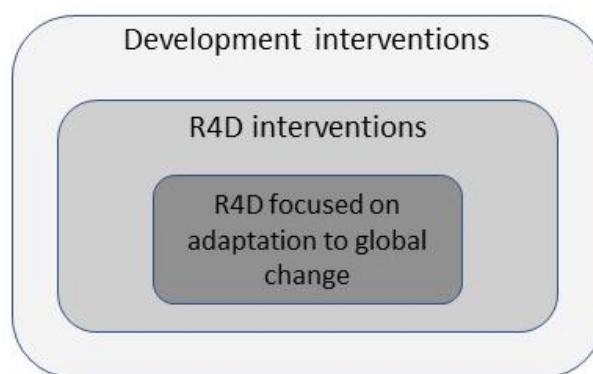 Development interventions
R4D interventions
R4D focused on
adaptation to global
change